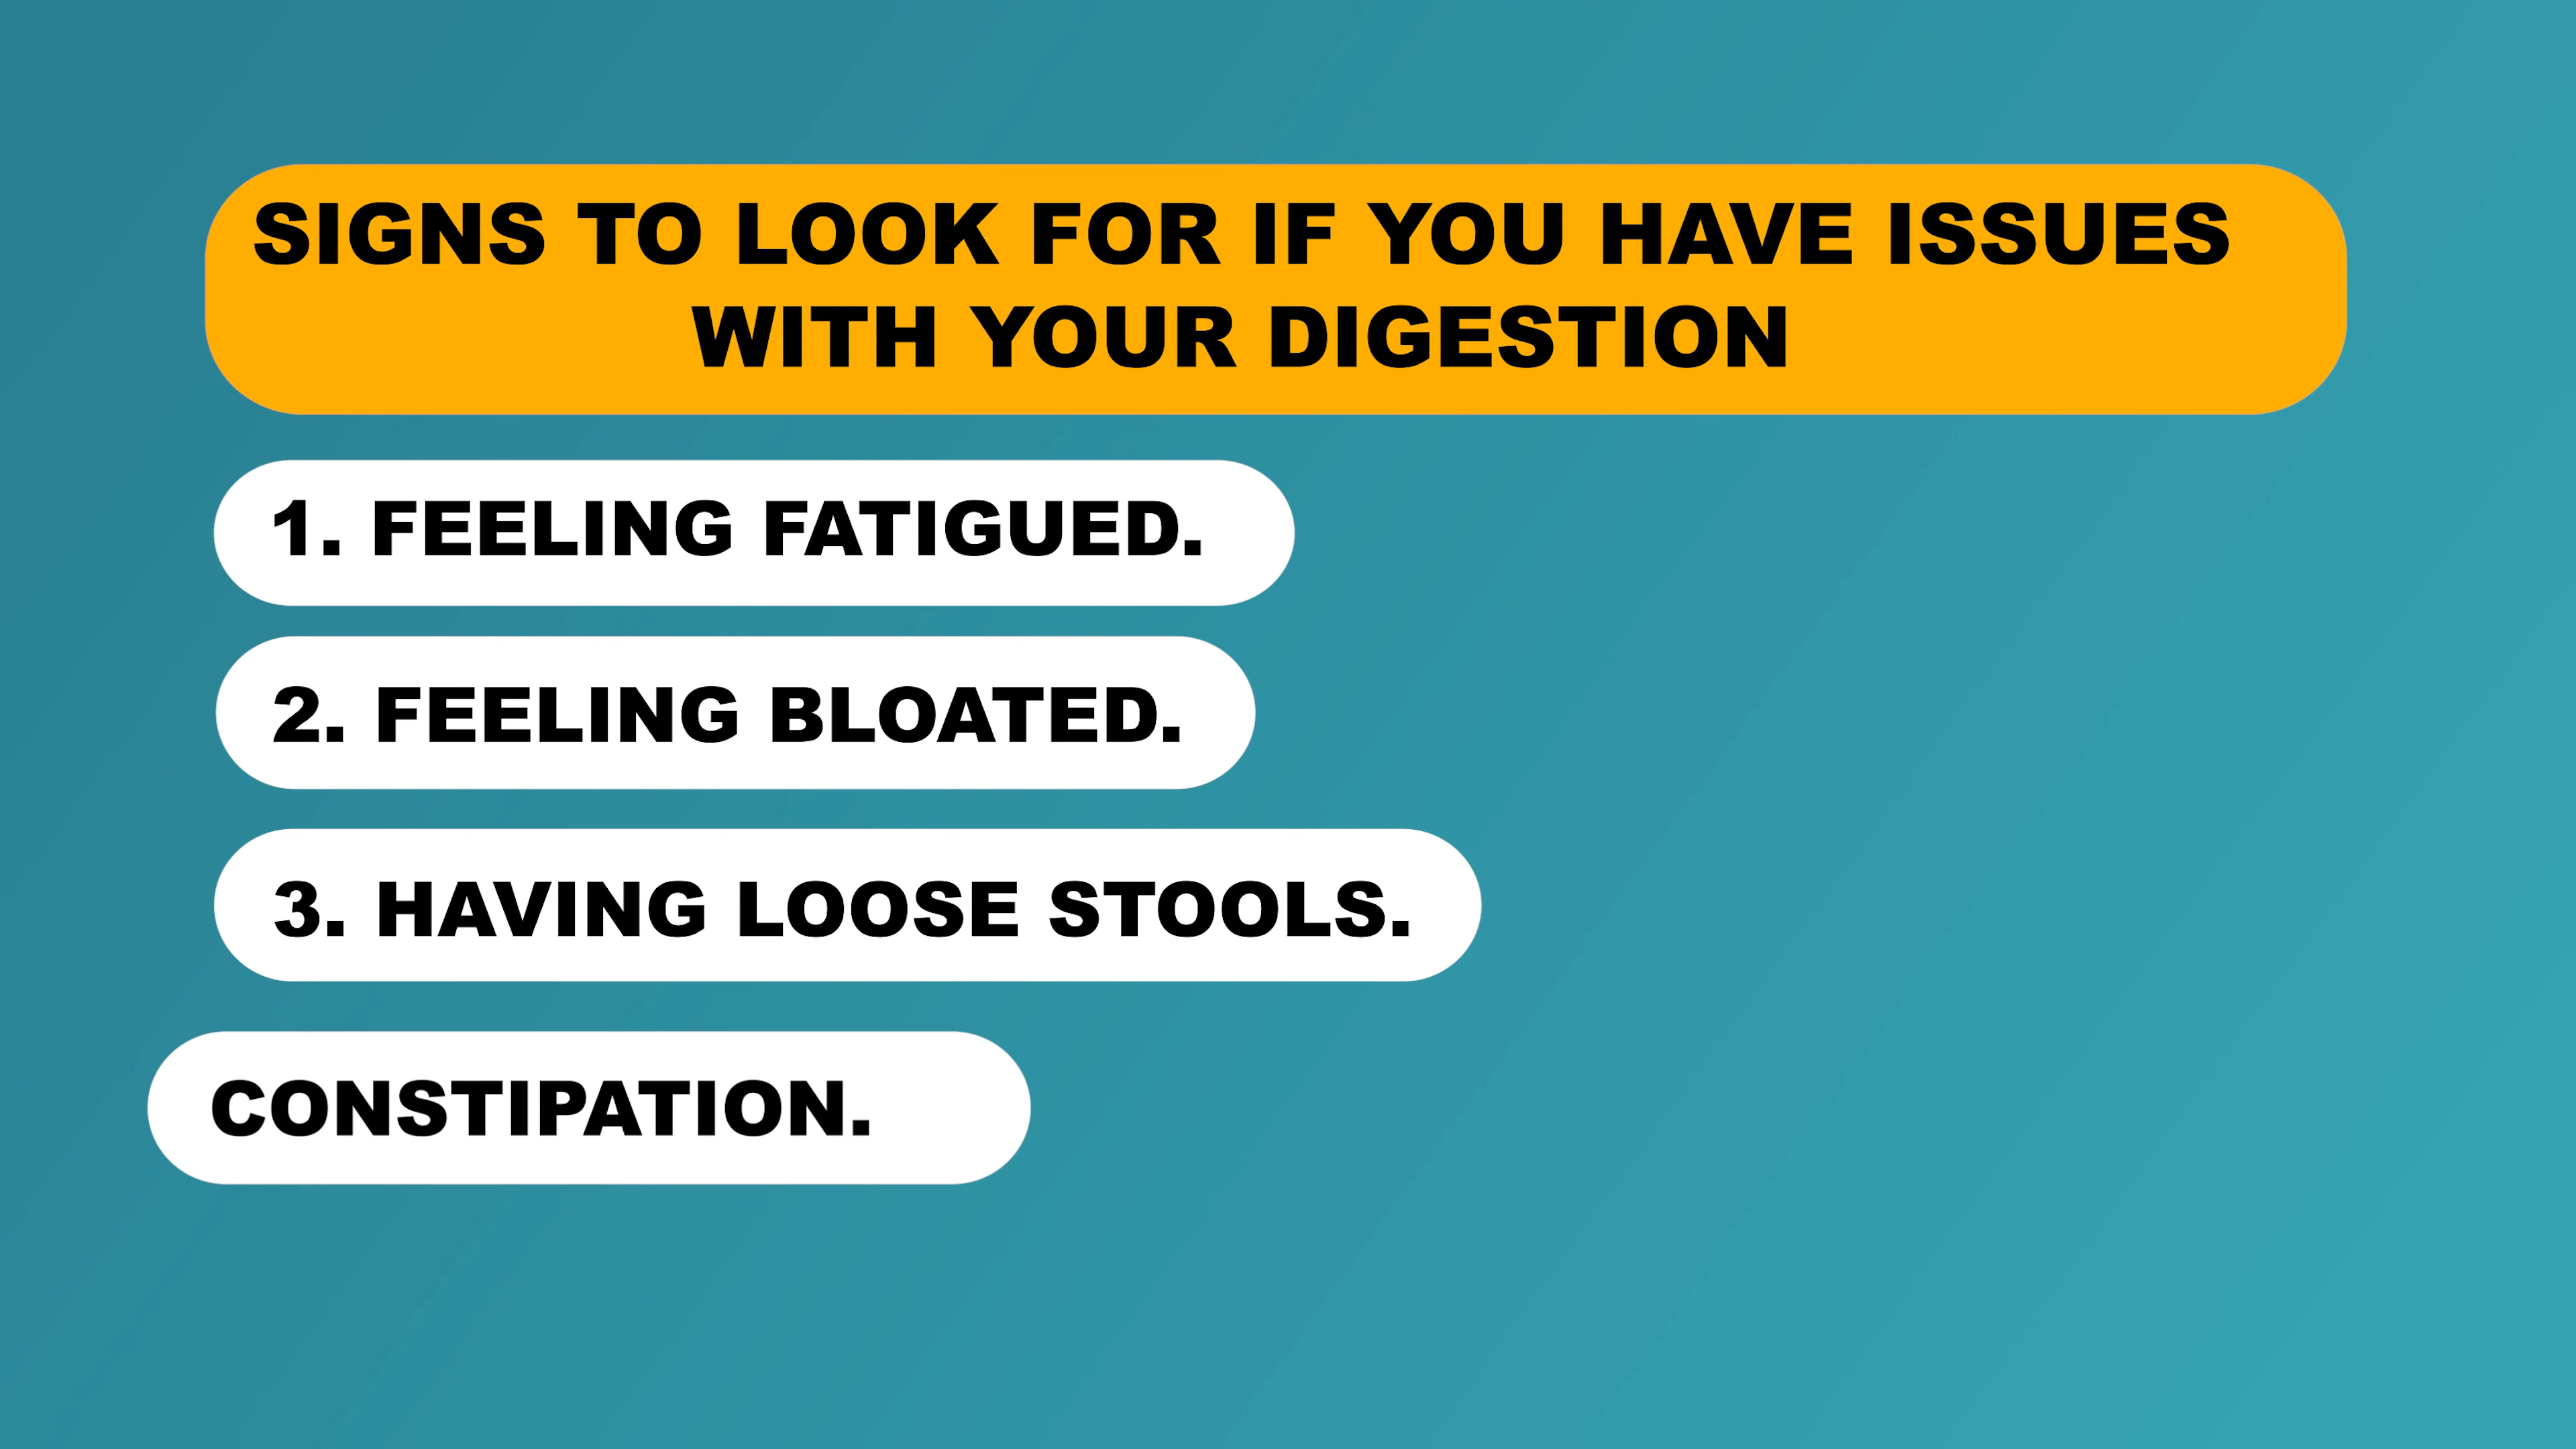 SIGNS TO LOOK FOR IF YOU HAVE ISSUES
WITH YOUR DIGESTION
1. FEELING FATIGUED.
2. FEELING BLOATED.
3. HAVING LOOSE STOOLS.
CONSTIPATION.